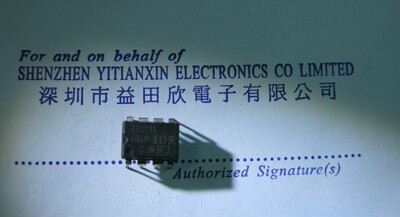 For and on behalf of
SHENZHEN YITIANXIN ELECTRONICS CO LIMITED
深圳市益田欣電子有限公司
Authorized Signature(s)